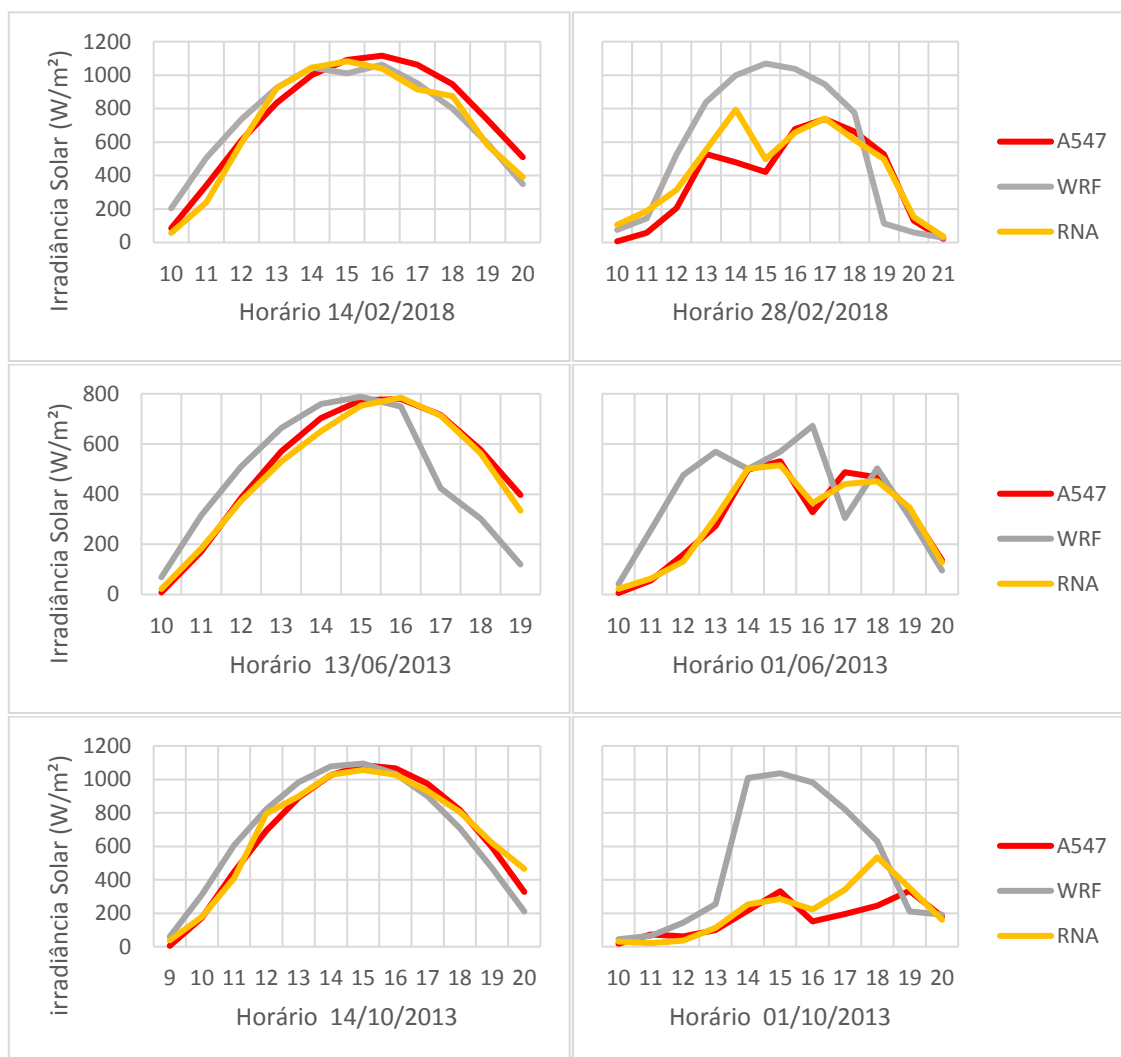 Irradiância Solar (W/m²)
1200
1000
800
600
400
200
0
10 11 12 13 14 15 16 17 18 19 20
Horário 14/02/2018
10 11 12 13 14 15 16 17 18 19 20 21
Horário 28/02/2018
A547
WRF
RNA
Irradiância Solar (W/m²)
800
600
400
200
0
10 11 12 13 14 15 16 17 18 19
Horário 13/06/2013
10 11 12 13 14 15 16 17 18 19 20
Horário 01/06/2013
A547
WRF
RNA
irradiância Solar (W/m²)
1200
1000
800
600
400
200
0
9 10 11 12 13 14 15 16 17 18 19 20
Horário 14/10/2013
10 11 12 13 14 15 16 17 18 19 20
Horário 01/10/2013
A547
WRF
RNA